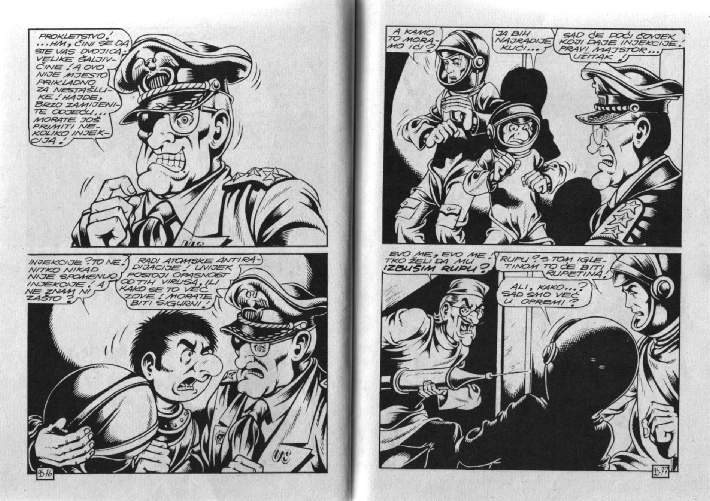 PROKLETSTVO!
...HM, ČINI SE DA
STE VAS DVOJICA
VELIKE ŠALJIV-
ČINE! A OVO
NIJE MJESTO
PRIKLADNO
ZA NESTAŠLU-
KE! HAJDE,
BRZO ZAMIJENI-
TE ODJEĆU...
MORATE JOŠ
PRIMITI NE-
KOLIKO INJEK-
CIJA!
INJEKCIJE? TO NE.
NITKO NIKAD
NIJE SPOMENUO
INJEKCIJE! A
NE ZNAM NI
ZAŠTO?
RADI ATOMSKE ANTIRA-
DIJACIJE! UVIJEK
POSTOJI OPASNOST
OD TIH VIRUSA, ILI
KAKO SE TO VEĆ
ZOVE! MORATE
BITI SIGURNI!
US
A KAMO
TO MORA-
MO IĆI?
JA BIH
NAJRADIJE
KUĆI...!
SAD ĆE DOĆI ČOVJEK
KOJI DAJE INJEKCIJE.
PRAVI MAJSTOR...
UŽITAK!
EVO ME, EVO ME!
TKO ŽELI DA MU
IZBUŠIM RUPU?
RUPU? S TOM IGLE-
TINOM TO ĆE BITI
RUPETINA!
ALI, KAKO...?
SAD SMO VEĆ
U OPREMI?